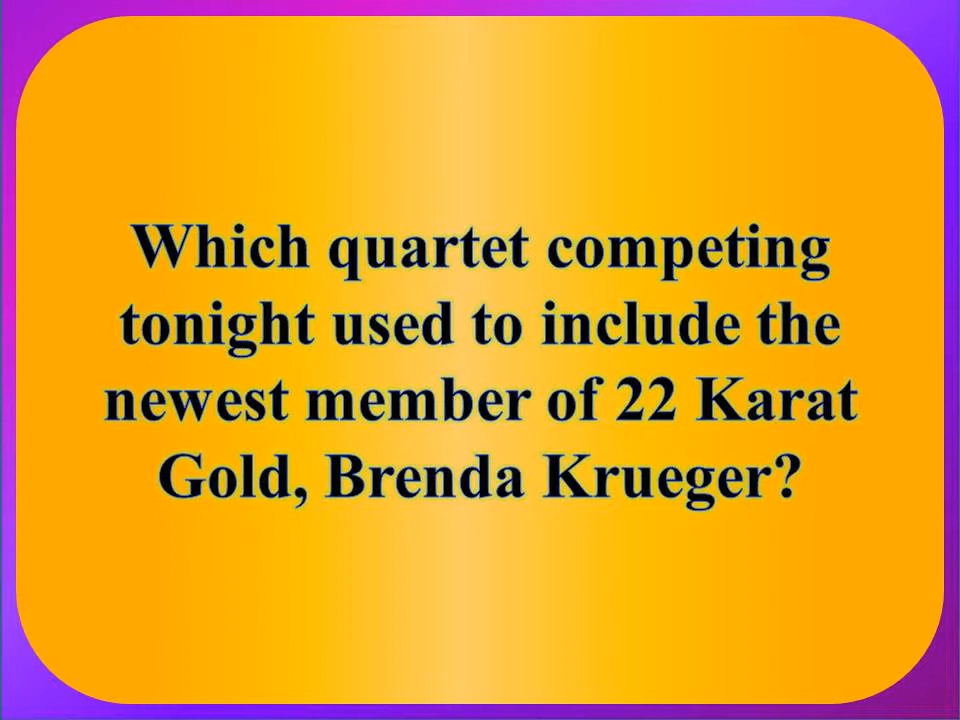 Which quartet competing
tonight used to include the
newest member of 22 Karat
Gold, Brenda Krueger?